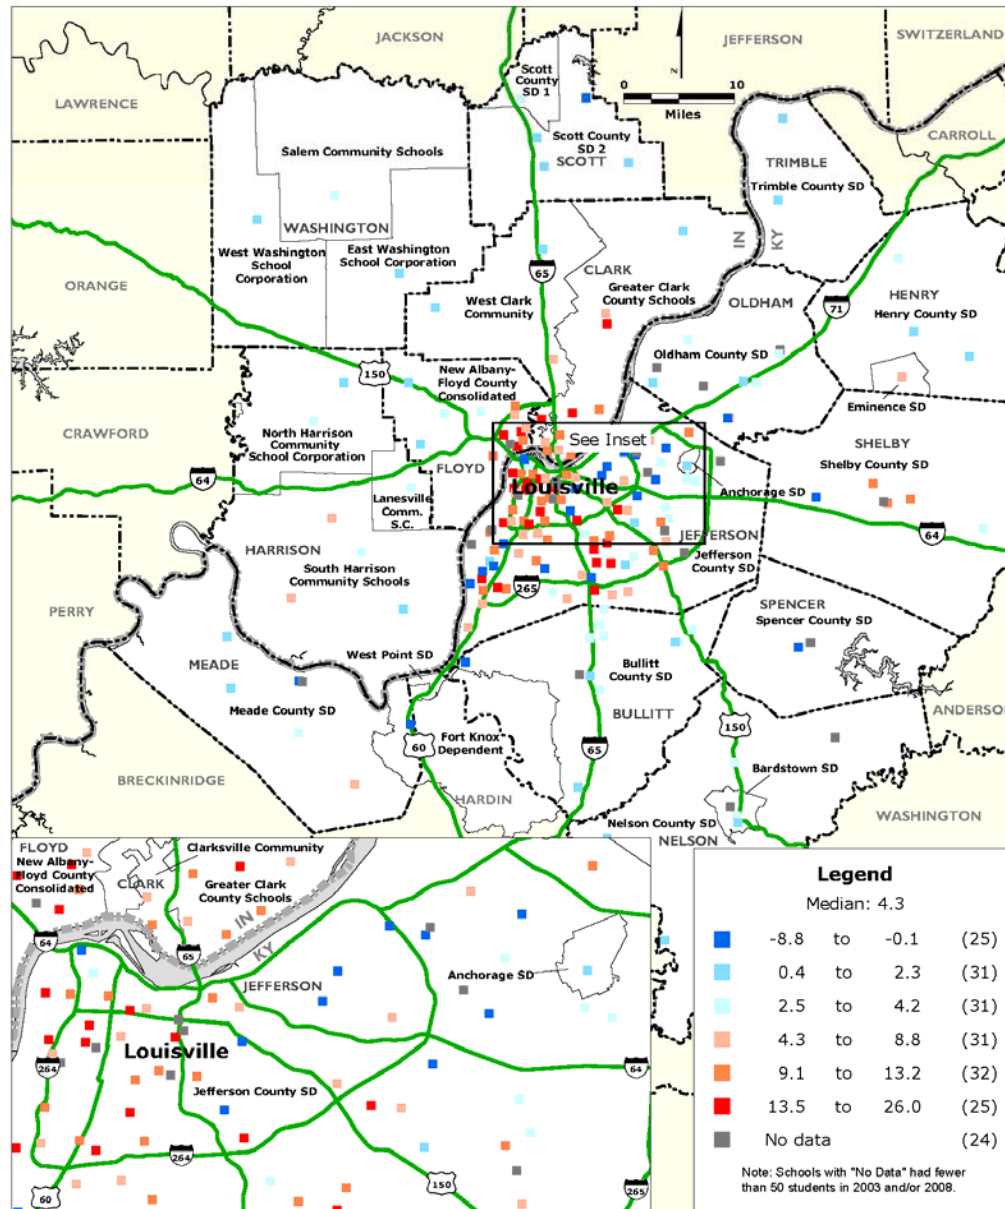 JACKSON
JEFFERSON
SWITZERLAND
LAWRENCE
Scott
County
SD 1
N
0 10
Miles
CARROLL
Scott County
SD 2
SCOTT
Salem Community Schools
TRIMBLE
Trimble County SD
WASHINGTON
IN
KY
West Washington
School
Corporation
East Washington
School Corporation
65
CLARK
ORANGE
West Clark
Community
Greater Clark
County Schools
OLDHAM
HENRY
Henry County SD
71
150
New Albany-
Floyd County
Consolidated
Oldham County SD
Eminence SD
CRAWFORD
North Harrison
Community
School Corporation
See Inset
SHELBY
Shelby County SD
64
FLOYD
Louisville
Anchorage SD
Lanesville
Comm.
S.C.
64
HARRISON
JEFFERSON
Jefferson
County SD
South Harrison
Community Schools
265
PERRY
SPENCER
Spencer County SD
MEADE
West Point SD
Bullitt
County SD
Meade County SD
BULLITT
ANDERSON
150
60
Fort Knox
Dependent
65
Bardstown SD
BRECKINRIDGE
HARDIN
WASHINGTON
Nelson County SD
NELSON
FLOYD
New Albany-
Floyd County
Consolidated
Clarksville Community
CLARK
Greater Clark
County Schools
IN
KY
64
65
JEFFERSON
Anchorage SD
Louisville
264
64
Jefferson County SD
264
150
60
265
Legend
Median: 4.3
-8.8 to -0.1 (25)
0.4 to 2.3 (31)
2.5 to 4.2 (31)
4.3 to 8.8 (31)
9.1 to 13.2 (32)
13.5 to 26.0 (25)
No data (24)
Note: Schools with "No Data" had fewer
than 50 students in 2003 and/or 2008.